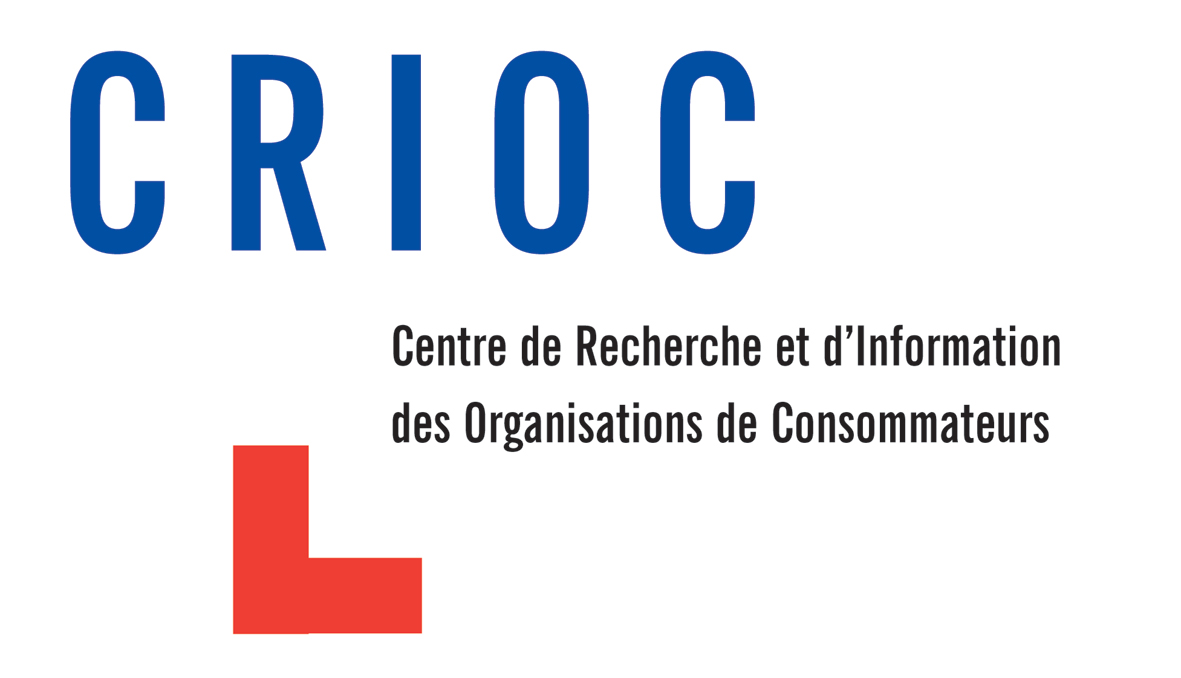 CRIOC
Centre de Recherche et d’Information
des Organisations de Consommateurs